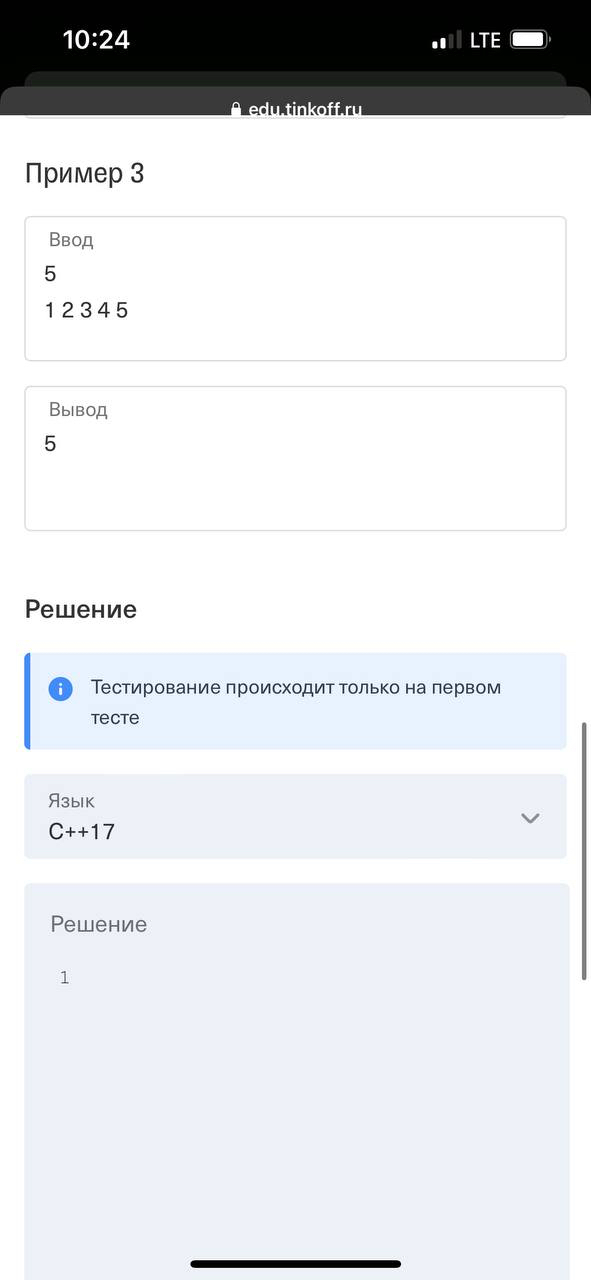 10:24
LTE
edu.tinkoff.ru
Пример 3
Ввод
5
1 2 3 4 5
Вывод
5
Решение
Тестирование происходит только на первом
тесте
Язык
C++17
Решение
1